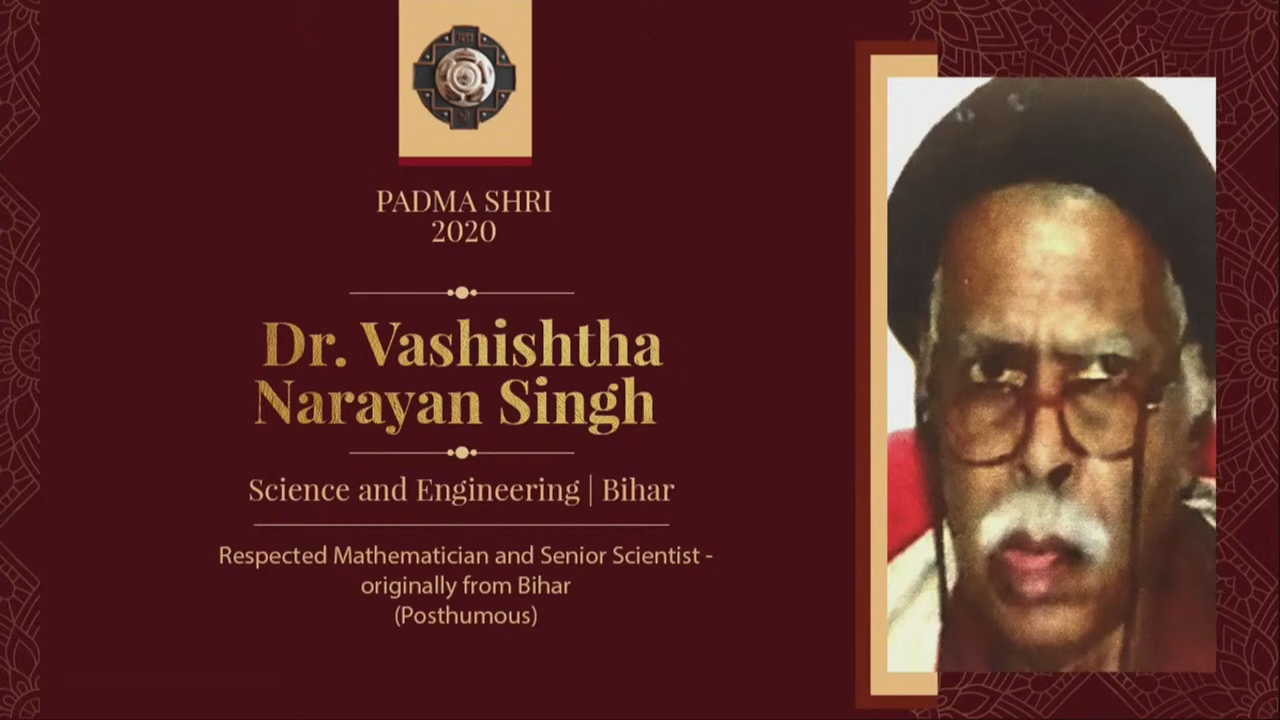 PADMA SHRI
2020
Dr. Vashishtha
Narayan Singh
Science and Engineering | Bihar
Respected Mathematician and Senior Scientist -
originally from Bihar
(Posthumous)